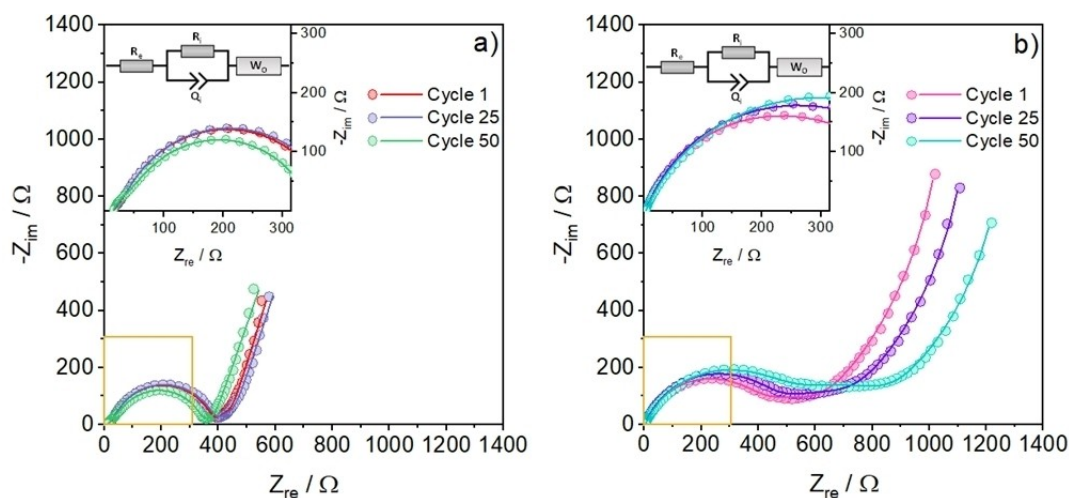 a)
1400
1200
1000
800
600
400
200
0
-Z_im / Ω
0 200 400 600 800 1000 1200 1400
Z_re / Ω
R_e
R_i
Q_i
W_O
300
200
100
-Z_im / Ω
100 200 300
Z_re / Ω
Cycle 1
Cycle 25
Cycle 50
b)
1400
1200
1000
800
600
400
200
0
-Z_im / Ω
0 200 400 600 800 1000 1200 1400
Z_re / Ω
R_e
R_i
Q_i
W_O
300
200
100
-Z_im / Ω
100 200 300
Z_re / Ω
Cycle 1
Cycle 25
Cycle 50